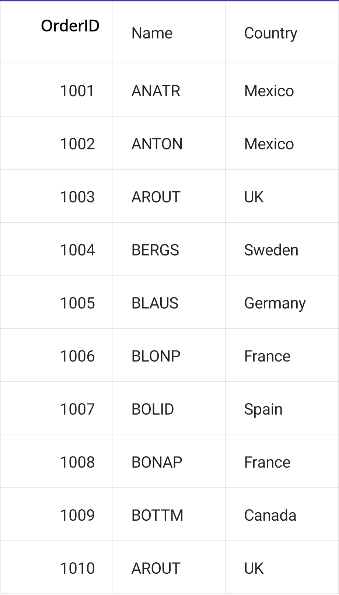 OrderID Name Country
1001 ANATR Mexico
1002 ANTON Mexico
1003 AROUT UK
1004 BERGS Sweden
1005 BLAUS Germany
1006 BLONP France
1007 BOLID Spain
1008 BONAP France
1009 BOTTM Canada
1010 AROUT UK